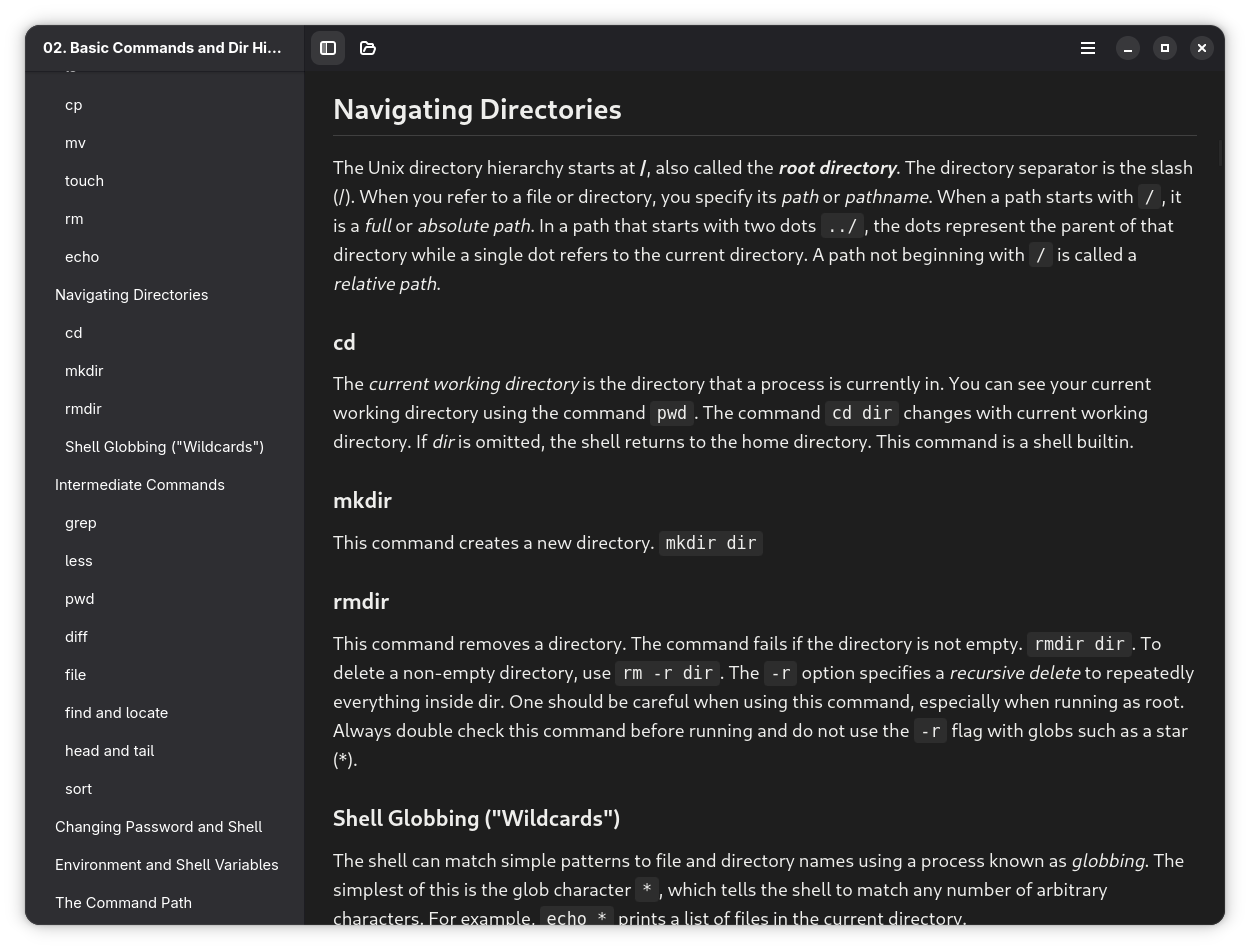 02. Basic Commands and Dir Hi...
cp
mv
touch
rm
echo
Navigating Directories
cd
mkdir
rmdir
Shell Globbing ("Wildcards")
Intermediate Commands
grep
less
pwd
diff
file
find and locate
head and tail
sort
Changing Password and Shell
Environment and Shell Variables
The Command Path
Navigating Directories
The Unix directory hierarchy starts at /, also called the root directory. The directory separator is the slash
(/). When you refer to a file or directory, you specify its path or pathname. When a path starts with /, it
is a full or absolute path. In a path that starts with two dots ../, the dots represent the parent of that
directory while a single dot refers to the current directory. A path not beginning with / is called a
relative path.
cd
The current working directory is the directory that a process is currently in. You can see your current
working directory using the command pwd. The command cd dir changes with current working
directory. If dir is omitted, the shell returns to the home directory. This command is a shell builtin.
mkdir
This command creates a new directory. mkdir dir
rmdir
This command removes a directory. The command fails if the directory is not empty. rmdir dir. To
delete a non-empty directory, use rm -r dir. The -r option specifies a recursive delete to repeatedly
everything inside dir. One should be careful when using this command, especially when running as root.
Always double check this command before running and do not use the -r flag with globs such as a star
(*).
Shell Globbing ("Wildcards")
The shell can match simple patterns to file and directory names using a process known as globbing. The
simplest of this is the glob character *, which tells the shell to match any number of arbitrary
characters. For example, echo * prints a list of files in the current directory.